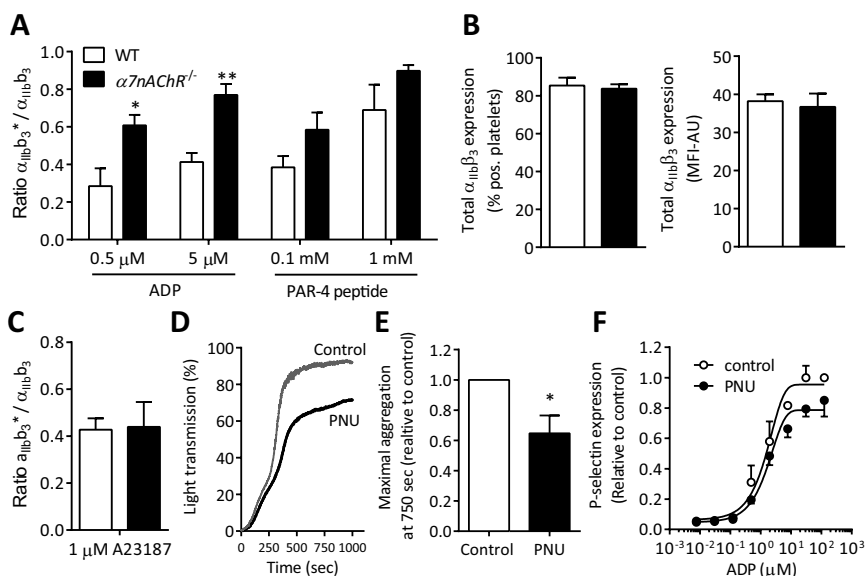 A
WT
α7nAChR-/-
Ratio αIIbb3* / αIIbb3
1.0
0.8
0.6
0.4
0.2
0.0
*
**
0.5 μM
5 μM
0.1 mM
1 mM
ADP
PAR-4 peptide
B
Total αIIbβ3 expression
(% pos. platelets)
100
80
60
40
20
0
Total αIIbβ3 expression
(MFI-AU)
50
40
30
20
10
0
C
Ratio aIIbb3* / αIIbb3
0.8
0.6
0.4
0.2
0.0
1 μM A23187
D
Light transmission (%)
100
80
60
40
20
0
Control
PNU
0
250
500
750
1000
Time (sec)
E
Maximal aggregation
at 750 sec (realtive to control)
1.0
0.8
0.6
0.4
0.2
0.0
*
Control
PNU
F
P-selectin expression
(Relative to control)
1.2
1.0
0.8
0.6
0.4
0.2
0.0
control
PNU
10-3 10-2 10-1 100 101 102 103
ADP (μM)